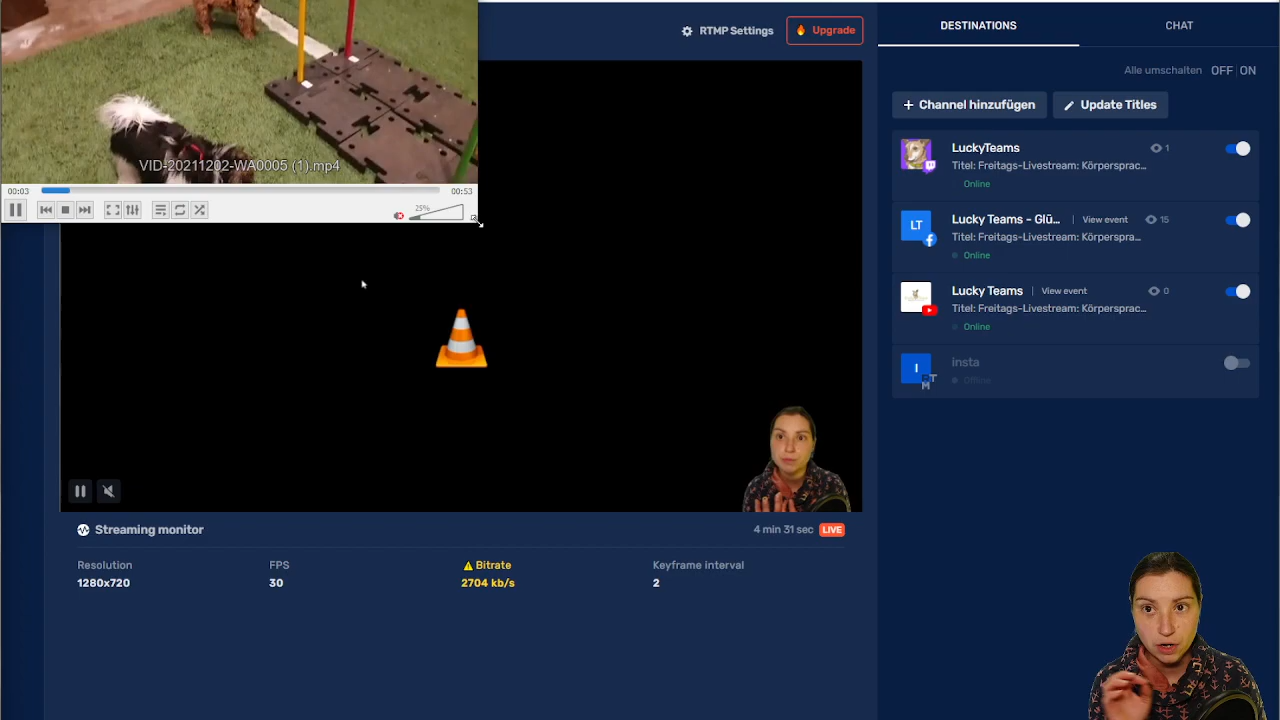 RTMP Settings
Upgrade
DESTINATIONS
CHAT
Alle umschalten OFF ON
+ Channel hinzufügen
Update Titles
LuckyTeams
1
Titel: Freitags-Livestream: Körpersprac...
Online
LT
Lucky Teams - Glü...
View event
15
Titel: Freitags-Livestream: Körperspra...
Online
Lucky Teams
View event
0
Titel: Freitags-Livestream: Körpersprac...
Online
I
insta
Offline
VID-20211202-WA0005 (1).mp4
00:03
00:53
25%
Streaming monitor
4 min 31 sec LIVE
Resolution
1280x720
FPS
30
Bitrate
2704 kb/s
Keyframe interval
2